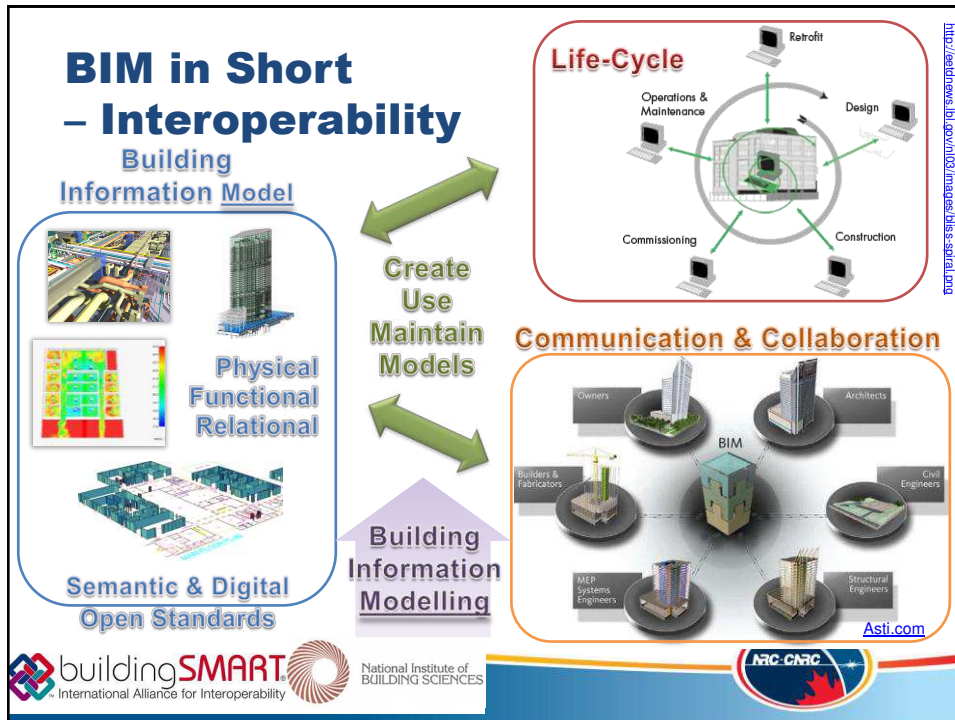 BIM in Short
– Interoperability
Building
Information Model
Physical
Functional
Relational
Semantic & Digital
Open Standards
Create
Use
Maintain
Models
Building
Information
Modelling
Life-Cycle
Retrofit
Operations &
Maintenance
Design
Commissioning
Construction
http://eetdnews.lbl.gov/nl03/images/bliss-spiral.png
Communication & Collaboration
Owners
Architects
BIM
Builders &
Fabricators
Civil
Engineers
MEP
Systems
Engineers
Structural
Engineers
Asti.com
buildingSMART®
International Alliance for Interoperability
National Institute of
BUILDING SCIENCES
NRC·CNRC